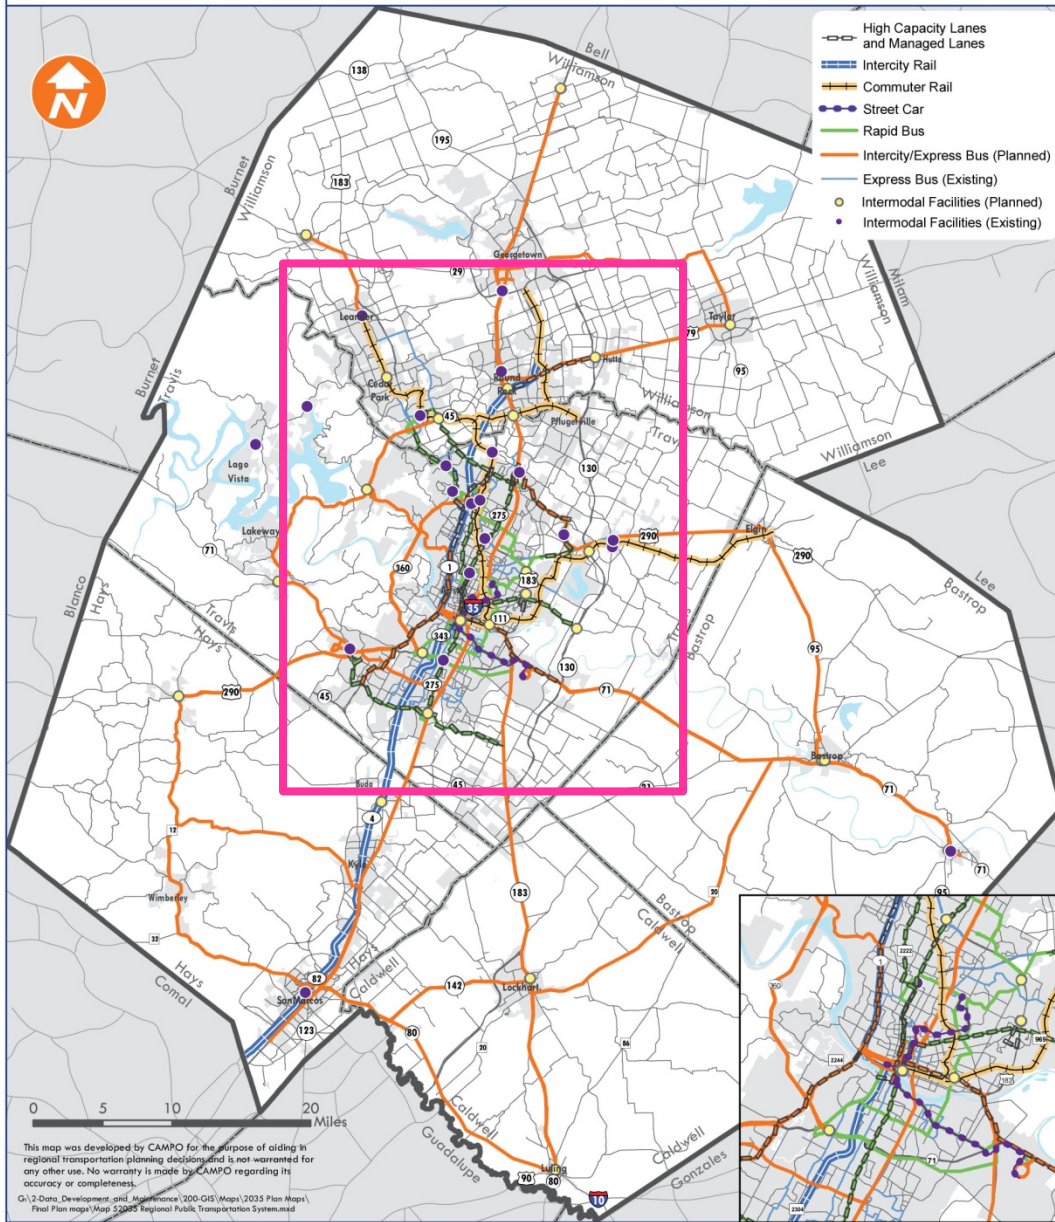 High Capacity Lanes
and Managed Lanes
Intercity Rail
Commuter Rail
Street Car
Rapid Bus
Intercity/Express Bus (Planned)
Express Bus (Existing)
Intermodal Facilities (Planned)
Intermodal Facilities (Existing)
N
Bell
Williamson
138
195
183
Burnet
Williamson
Georgetown
29
Milam
Williamson
Leander
Taylor
79
95
Hutto
Round
Rock
Cedar
Park
Burnet
Travis
45
Pflugerville
Williamson
Travis
Williamson
Lee
130
Lago
Vista
275
Lakeway
71
290
Elgin
290
360
1
183
Lee
Bastrop
Blanco
Hays
35
111
Travis
Hays
343
Travis
Bastrop
95
130
290
45
275
71
Bastrop
Buda
45
21
71
4
12
Kyle
71
95
183
20
Wimberley
Bastrop
Caldwell
32
Hays
Comal
Hays
Caldwell
82
San Marcos
142
Lockhart
123
80
20
86
0 5 10 20
Miles
Caldwell
Guadalupe
Caldwell
Gonzales
Luling
90
80
10
This map was developed by CAMPO for the purpose of aiding in
regional transportation planning decisions and is not warranted for
any other use. No warranty is made by CAMPO regarding its
accuracy or completeness.
G:\2-Data_Development_and_Maintenance\200-GIS\Maps\2035 Plan Maps\
Final Plan maps\Map 52035 Regional Public Transportation System.mxd
2222
1
360
969
2244
183
71
2304